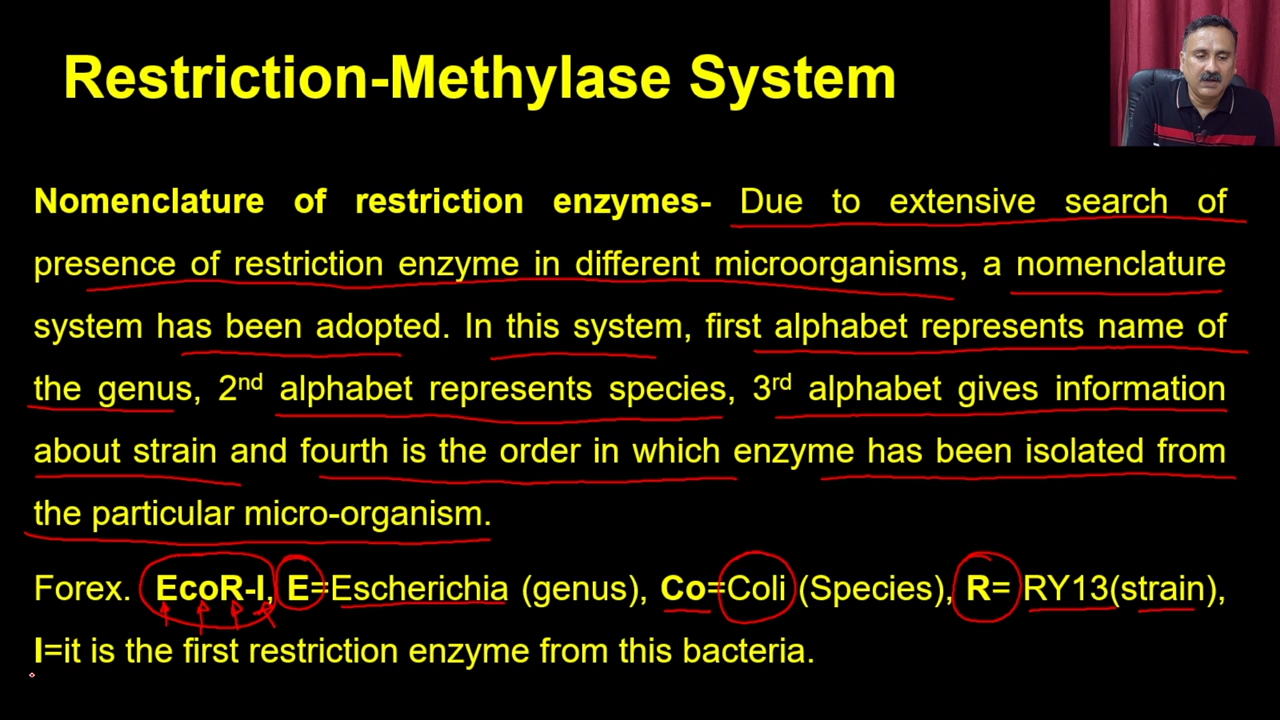 Restriction-Methylase System
Nomenclature of restriction enzymes- Due to extensive search of
presence of restriction enzyme in different microorganisms, a nomenclature
system has been adopted. In this system, first alphabet represents name of
the genus, 2nd alphabet represents species, 3rd alphabet gives information
about strain and fourth is the order in which enzyme has been isolated from
the particular micro-organism.
Forex. EcoR-I, E=Escherichia (genus), Co=Coli (Species), R= RY13(strain),
I=it is the first restriction enzyme from this bacteria.